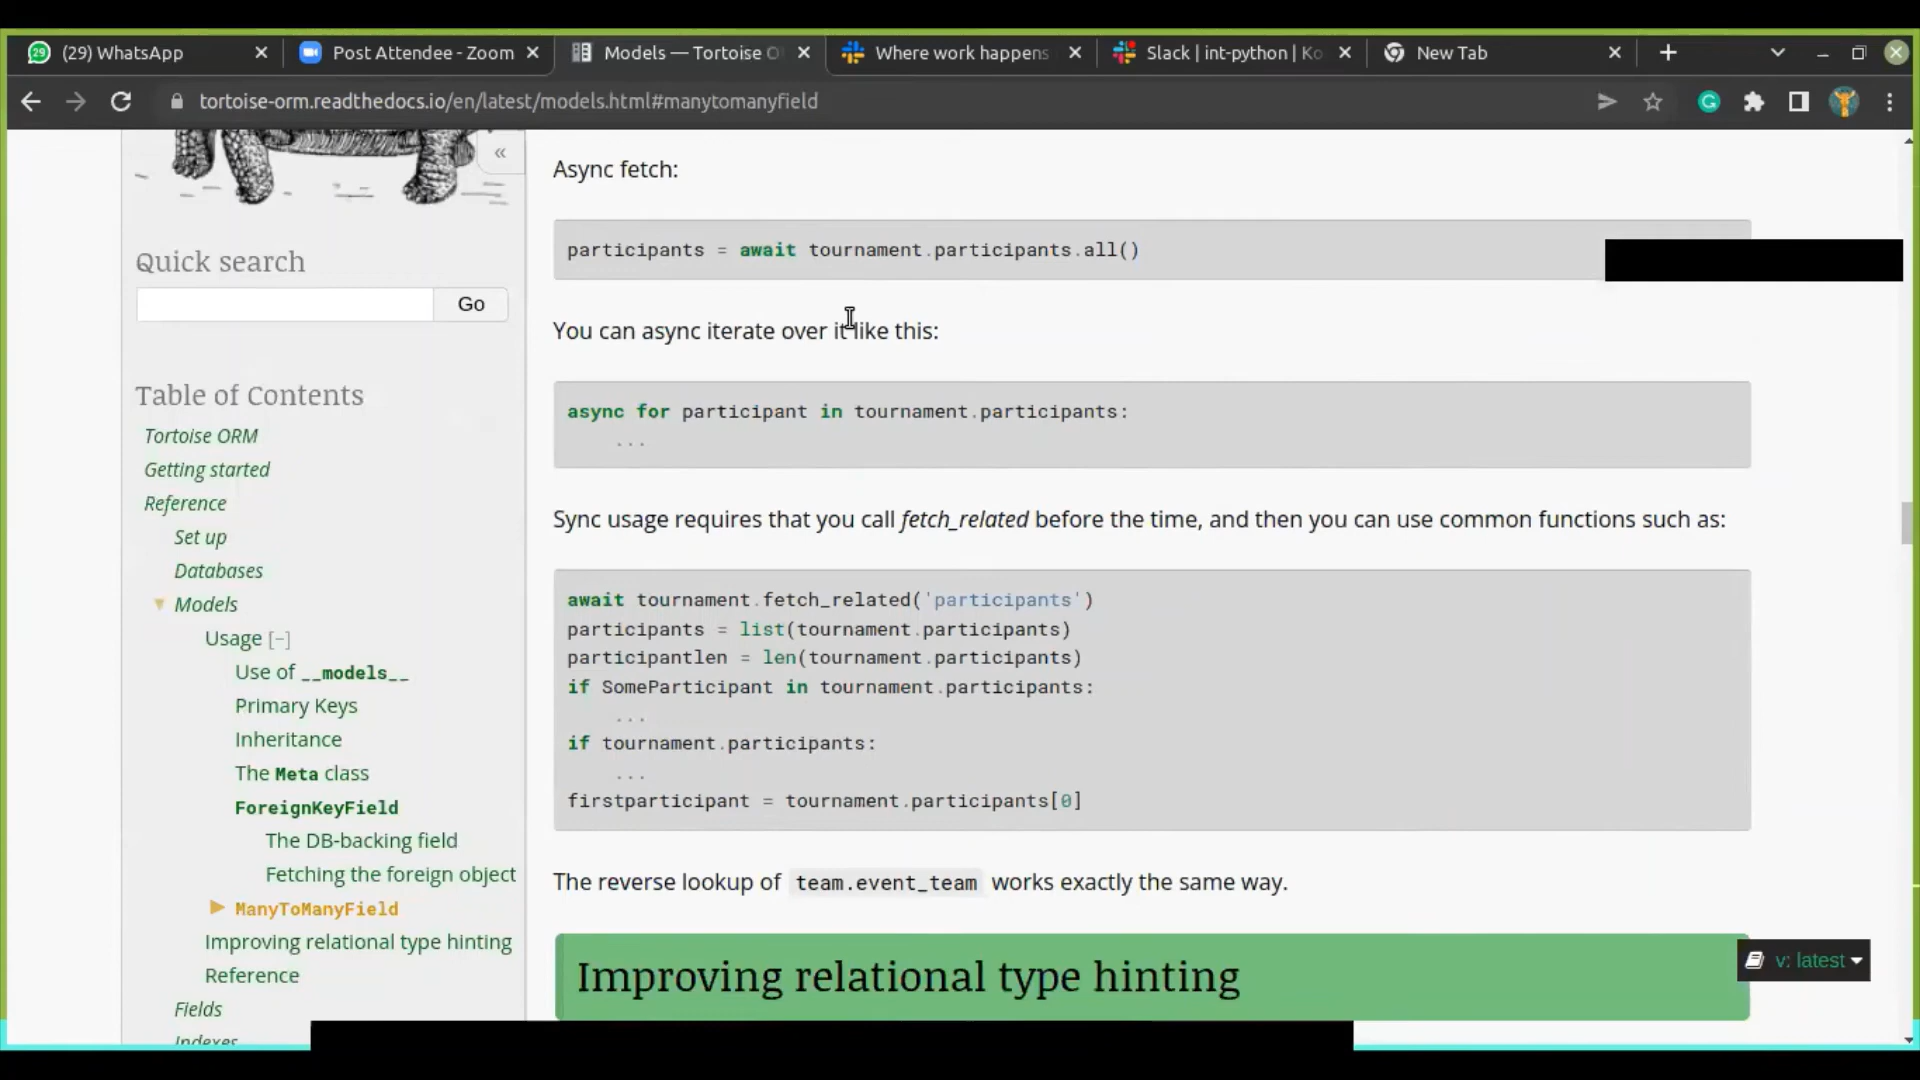 (29) WhatsApp
Post Attendee - Zoom
Models — Tortoise O
Where work happens
Slack | int-python | Ko
New Tab
tortoise-orm.readthedocs.io/en/latest/models.html#manytomanyfield
«
Quick search
Go
Table of Contents
Tortoise ORM
Getting started
Reference
Set up
Databases
Models
Usage [−]
Use of __models__
Primary Keys
Inheritance
The Meta class
ForeignKeyField
The DB-backing field
Fetching the foreign object
ManyToManyField
Improving relational type hinting
Reference
Fields
Indexes
Async fetch:
participants = await tournament.participants.all()
You can async iterate over it like this:
async for participant in tournament.participants:
...
Sync usage requires that you call fetch_related before the time, and then you can use common functions such as:
await tournament.fetch_related('participants')
participants = list(tournament.participants)
participantlen = len(tournament.participants)
if SomeParticipant in tournament.participants:
...
if tournament.participants:
...
firstparticipant = tournament.participants[0]
The reverse lookup of team.event_team works exactly the same way.
Improving relational type hinting
v: latest